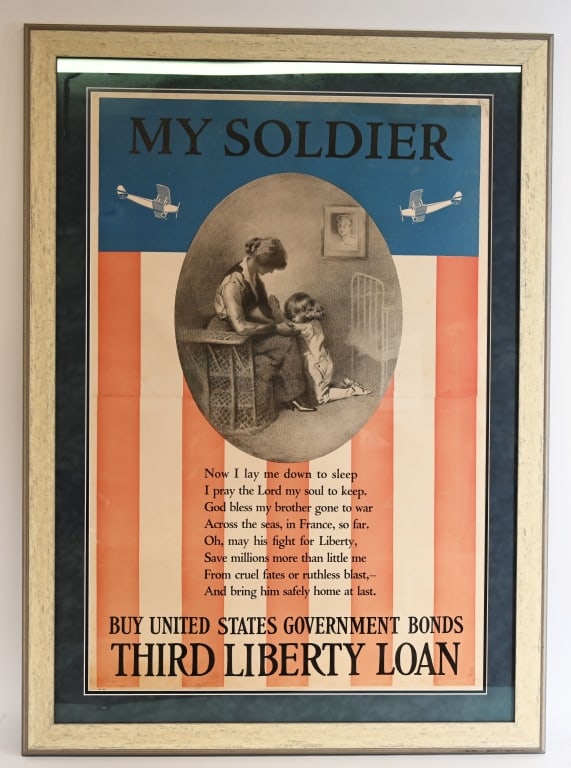 MY SOLDIER
Now I lay me down to sleep
I pray the Lord my soul to keep.
God bless my brother gone to war
Across the seas, in France, so far.
Oh, may his fight for Liberty,
Save millions more than little me
From cruel fates or ruthless blast,—
And bring him safely home at last.
BUY UNITED STATES GOVERNMENT BONDS
THIRD LIBERTY LOAN